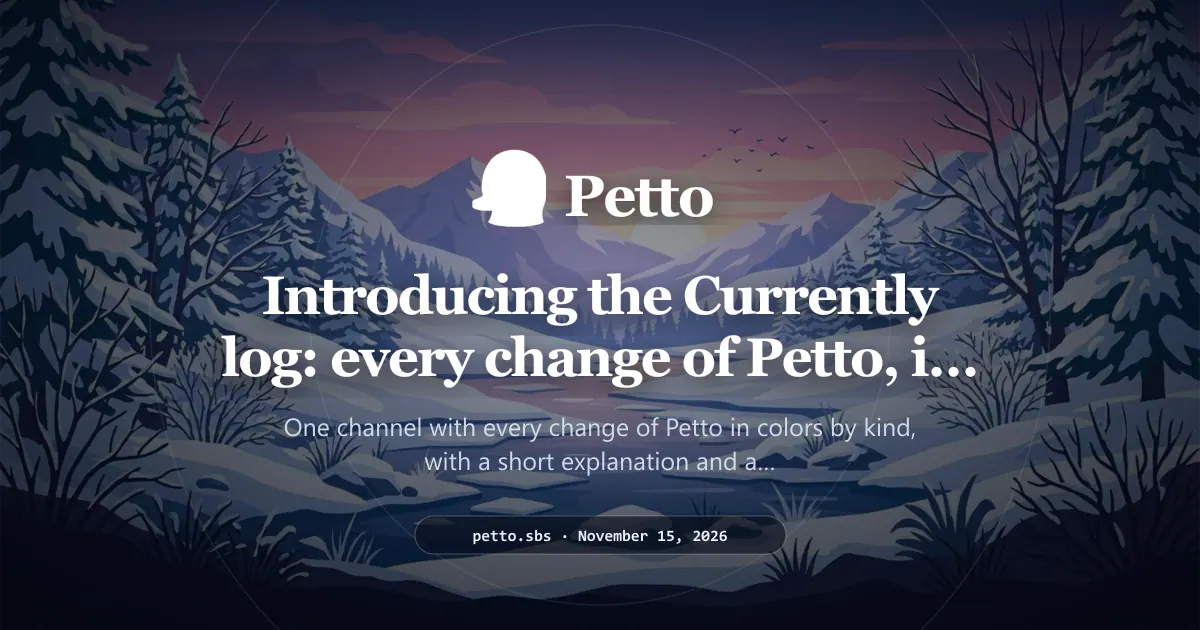 Petto
Introducing the Currently
log: every change of Petto, i...
One channel with every change of Petto in colors by kind,
with a short explanation and a...
petto.sbs · November 15, 2026